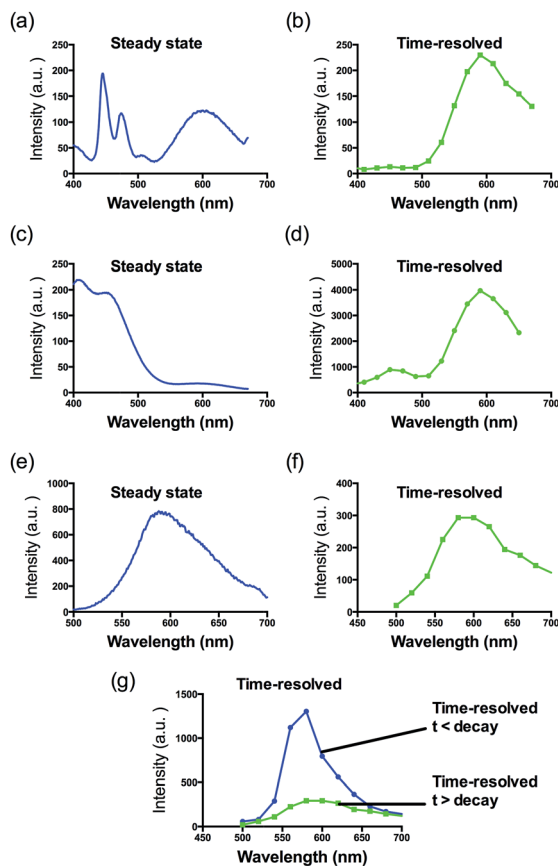 (a)
Steady state
Intensity (a.u. )
250
200
150
100
50
0
400 500 600 700
Wavelength (nm)
(b)
Time-resolved
Intensity (a.u. )
250
200
150
100
50
0
400 500 600 700
Wavelength (nm)
(c)
Steady state
Intensity (a.u. )
250
200
150
100
50
0
400 500 600 700
Wavelength (nm)
(d)
Time-resolved
Intensity (a.u. )
5000
4000
3000
2000
1000
0
400 500 600 700
Wavelength (nm)
(e)
Steady state
Intensity (a.u. )
1000
800
600
400
200
0
500 550 600 650 700
Wavelength (nm)
(f)
Time-resolved
Intensity (a.u. )
400
300
200
100
0
450 500 550 600 650 700
Wavelength (nm)
(g)
Time-resolved
Intensity (a.u. )
1500
1000
500
0
450 500 550 600 650 700
Wavelength (nm)
Time-resolved
t < decay
Time-resolved
t > decay